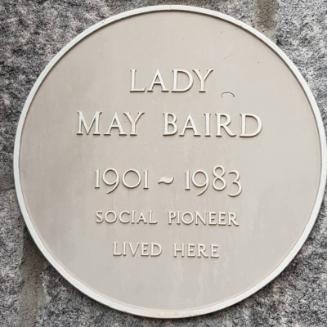 LADY
MAY BAIRD
1901 ~ 1983
SOCIAL PIONEER
LIVED HERE